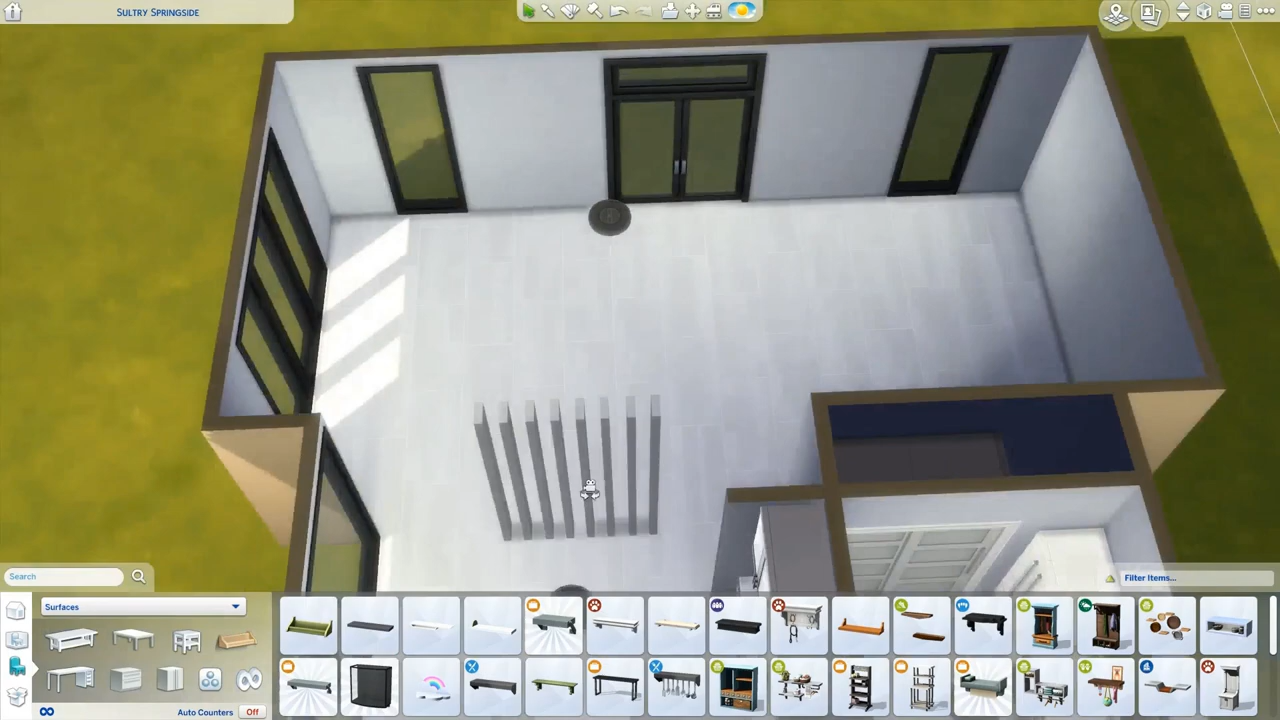 Sultry Springside
Search
Filter Items...
Surfaces
Auto Counters Off